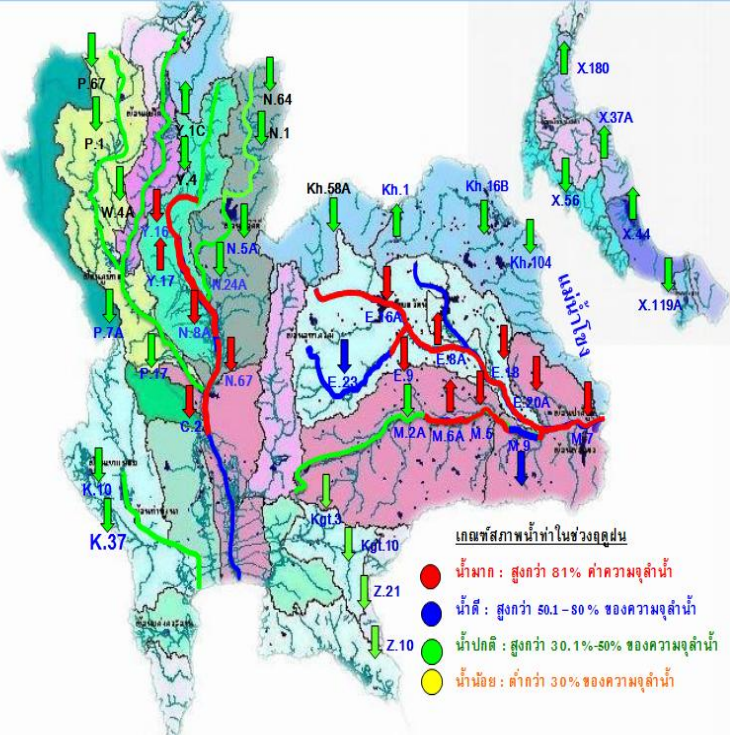 X.180
P.67
N.64
X.37A
Y.1C
N.1
P.1
Y.4
Kh.58A
Kh.1
Kh.16B
X.56
W.4A
Y.16
X.44
N.5A
Kh.104
Y.17
N.24A
X.119A
แม่น้ำโขง
P.7A
N.8A
E.16A
P.17
E.8A
N.67
E.23
E.9
E.18
C.2
E.20A
M.2A
M.6A
M.5
M.9
M.7
K.10
K.37
Kgt.3
Kgt.10
Z.21
Z.10
เกณฑ์สภาพน้ำท่าในช่วงฤดูฝน
น้ำมาก : สูงกว่า 81% ค่าความจุลำน้ำ
น้ำดี : สูงกว่า 50.1 – 80 % ของความจุลำน้ำ
น้ำปกติ : สูงกว่า 30.1%-50% ของความจุลำน้ำ
น้ำน้อย : ต่ำกว่า 30% ของความจุลำน้ำ